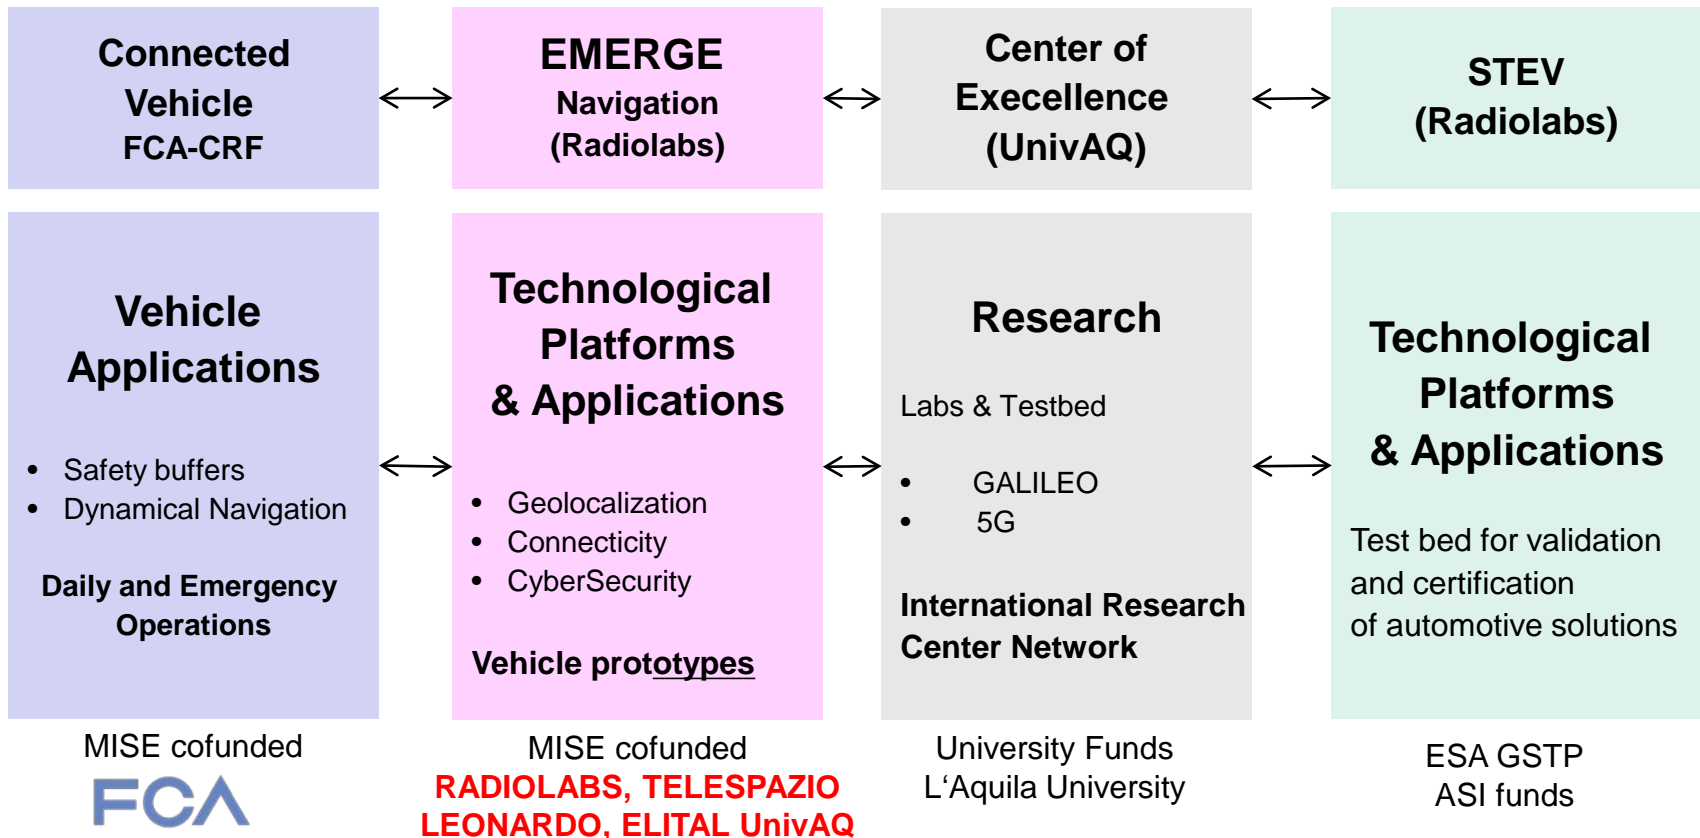 Connected
Vehicle
FCA-CRF
EMERGE
Navigation
(Radiolabs)
Center of
Execellence
(UnivAQ)
STEV
(Radiolabs)
Vehicle
Applications
• Safety buffers
• Dynamical Navigation
Daily and Emergency
Operations
Technological
Platforms
& Applications
• Geolocalization
• Connecticity
• CyberSecurity
Vehicle prototypes
Research
Labs & Testbed
• GALILEO
• 5G
International Research
Center Network
Technological
Platforms
& Applications
Test bed for validation
and certification
of automotive solutions
MISE cofunded
FCA
MISE cofunded
RADIOLABS, TELESPAZIO
LEONARDO, ELITAL UnivAQ
University Funds
L‘Aquila University
ESA GSTP
ASI funds